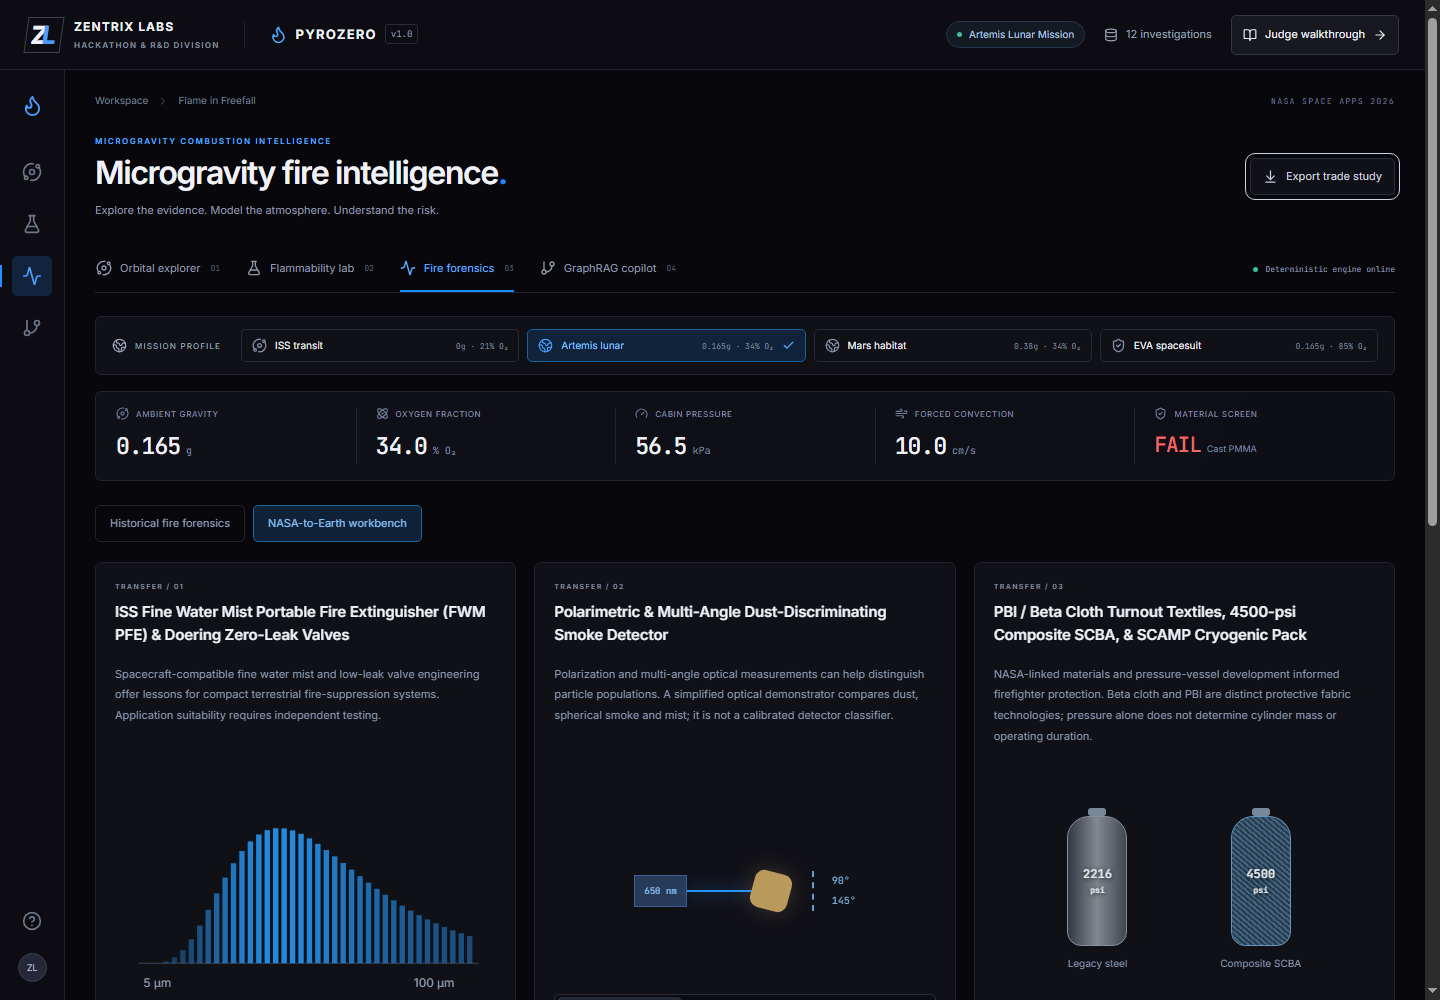 ZL
ZENTRIX LABS
HACKATHON & R&D DIVISION
PYROZERO
v1.0
Artemis Lunar Mission
12 investigations
Judge walkthrough
Workspace
Flame in Freefall
NASA SPACE APPS 2026
MICROGRAVITY COMBUSTION INTELLIGENCE
Microgravity fire intelligence.
Explore the evidence. Model the atmosphere. Understand the risk.
Export trade study
Orbital explorer 01
Flammability lab 02
Fire forensics 03
GraphRAG copilot 04
Deterministic engine online
MISSION PROFILE
ISS transit 0g · 21% O₂
Artemis lunar 0.165g · 34% O₂
Mars habitat 0.38g · 34% O₂
EVA spacesuit 0.165g · 85% O₂
AMBIENT GRAVITY
0.165 g
OXYGEN FRACTION
34.0 % O₂
CABIN PRESSURE
56.5 kPa
FORCED CONVECTION
10.0 cm/s
MATERIAL SCREEN
FAIL Cast PMMA
Historical fire forensics
NASA-to-Earth workbench
TRANSFER / 01
ISS Fine Water Mist Portable Fire Extinguisher (FWM
PFE) & Doering Zero-Leak Valves
Spacecraft-compatible fine water mist and low-leak valve engineering
offer lessons for compact terrestrial fire-suppression systems.
Application suitability requires independent testing.
5 µm
100 µm
TRANSFER / 02
Polarimetric & Multi-Angle Dust-Discriminating
Smoke Detector
Polarization and multi-angle optical measurements can help distinguish
particle populations. A simplified optical demonstrator compares dust,
spherical smoke and mist; it is not a calibrated detector classifier.
650 nm
90°
145°
TRANSFER / 03
PBI / Beta Cloth Turnout Textiles, 4500-psi
Composite SCBA, & SCAMP Cryogenic Pack
NASA-linked materials and pressure-vessel development informed
firefighter protection. Beta cloth and PBI are distinct protective fabric
technologies; pressure alone does not determine cylinder mass or
operating duration.
2216
psi
4500
psi
Legacy steel
Composite SCBA
ZL